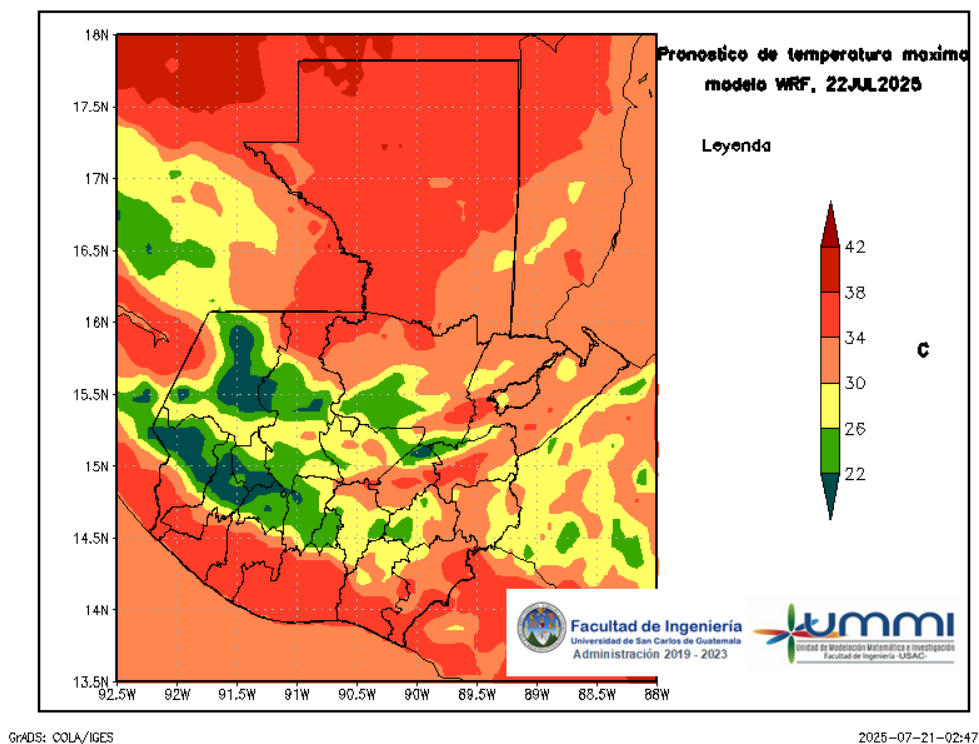 Pronostico de temperatura maxima
modelo WRF, 22JUL2025
Leyenda
42
38
34
30
26
22
C
18N
17.5N
17N
16.5N
16N
15.5N
15N
14.5N
14N
13.5N
92.5W 92W 91.5W 91W 90.5W 90W 89.5W 89W 88.5W 88W
Facultad de Ingeniería
Universidad de San Carlos de Guatemala
Administración 2019 - 2023
ummi
Unidad de Modelación Matemática e Investigación
Facultad de Ingeniería -USAC-
GrADS: COLA/IGES
2025-07-21-02:47